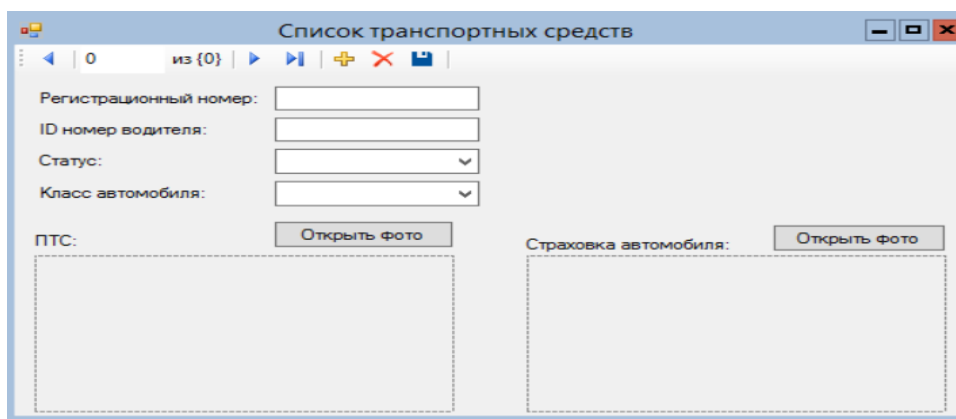 Список транспортных средств
0 из {0}
Регистрационный номер:
ID номер водителя:
Статус:
Класс автомобиля:
ПТС: Открыть фото
Страховка автомобиля: Открыть фото